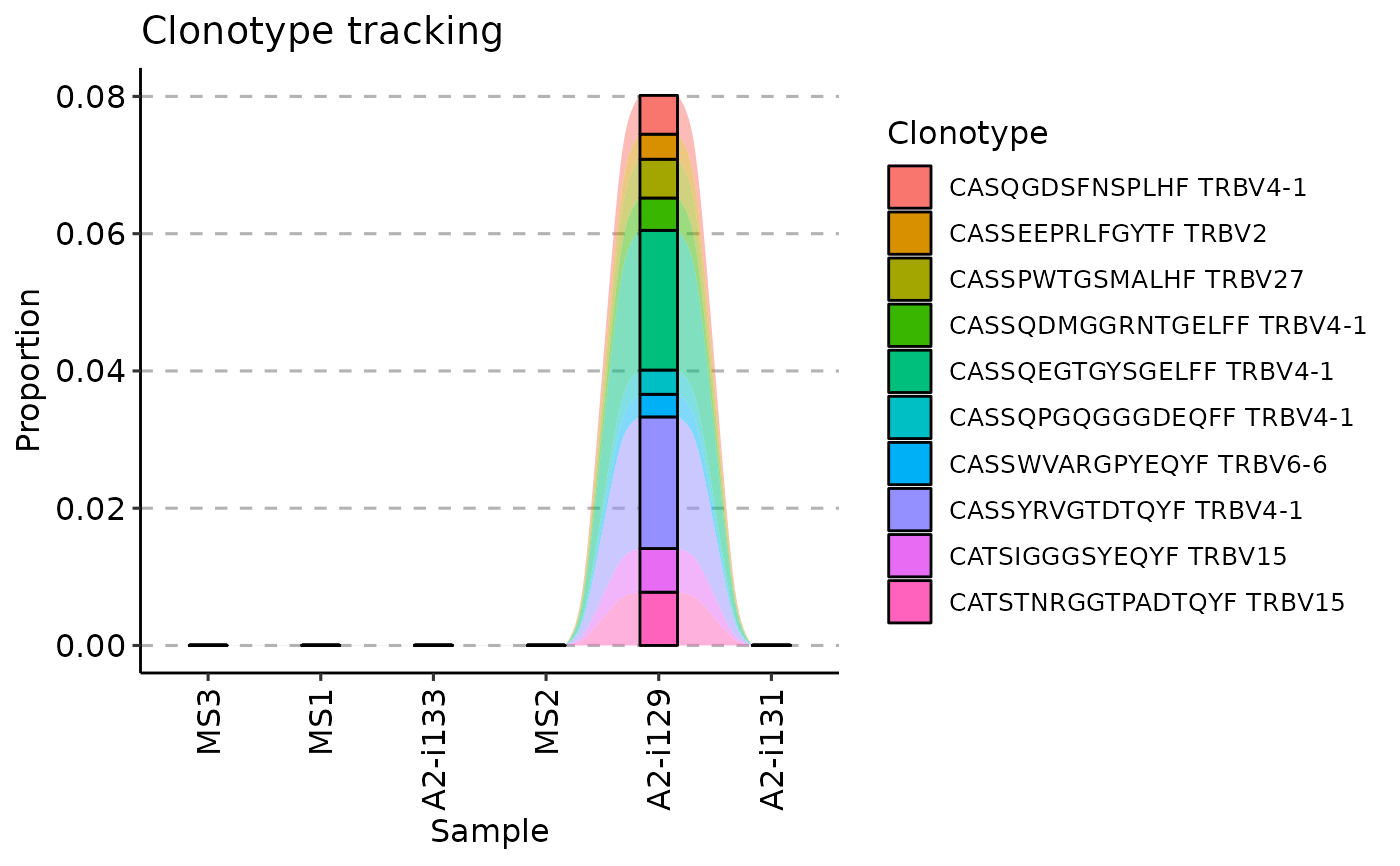 Clonotype tracking
0.08
0.06
0.04
0.02
0.00
Proportion
MS3
MS1
A2-i133
MS2
A2-i129
A2-i131
Sample
Clonotype
CASQGDSFNSPLHF TRBV4-1
CASSEEPRLFGYTF TRBV2
CASSPWTGSMALHF TRBV27
CASSQDMGGRNTGELFF TRBV4-1
CASSQEGTGYSGELFF TRBV4-1
CASSQPGQGGGDEQFF TRBV4-1
CASSWVARGPYEQYF TRBV6-6
CASSYRVGTDTQYF TRBV4-1
CATSIGGGSYEQYF TRBV15
CATSTNRGGTPADTQYF TRBV15